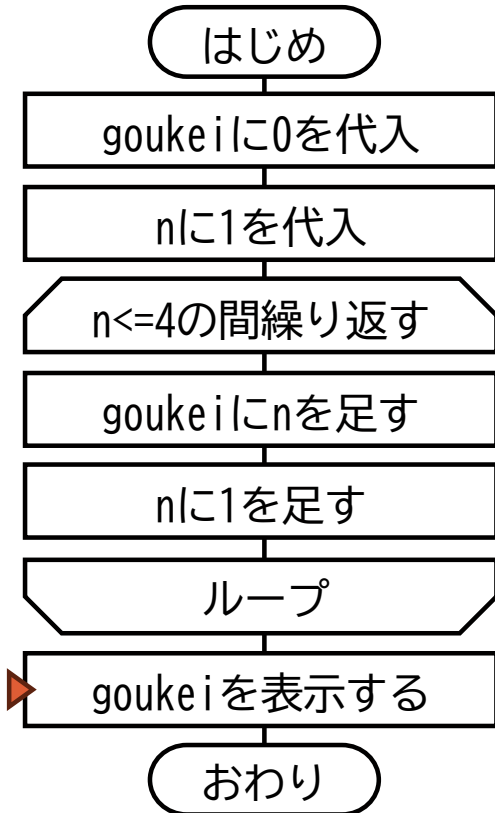 はじめ
goukeiに0を代入
nに1を代入
n<=4の間繰り返す
goukeiにnを足す
nに1を足す
ループ
goukeiを表示する
おわり